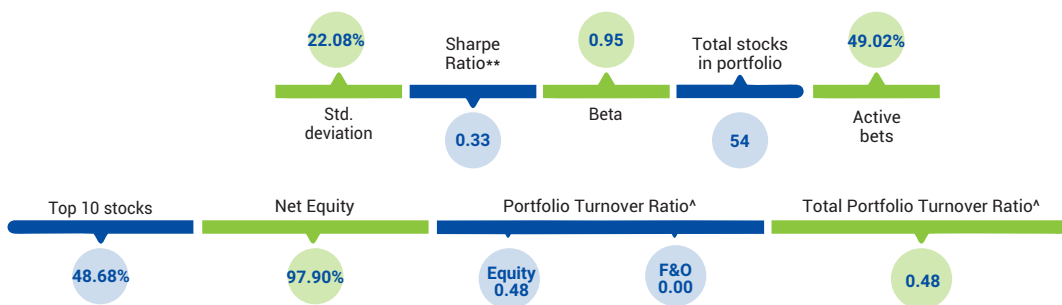 22.08%
Std.
deviation
Sharpe
Ratio**
0.33
0.95
Beta
Total stocks
in portfolio
54
49.02%
Active
bets
Top 10 stocks
48.68%
Net Equity
97.90%
Portfolio Turnover Ratio^
Equity
0.48
F&O
0.00
Total Portfolio Turnover Ratio^
0.48